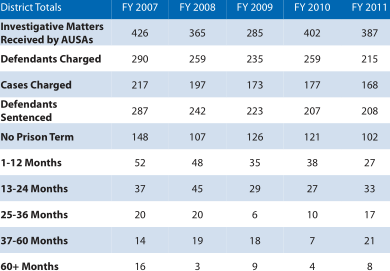 District Totals FY 2007 FY 2008 FY 2009 FY 2010 FY 2011
Investigative Matters
Received by AUSAs 426 365 285 402 387
Defendants Charged 290 259 235 259 215
Cases Charged 217 197 173 177 168
Defendants
Sentenced 287 242 223 207 208
No Prison Term 148 107 126 121 102
1-12 Months 52 48 35 38 27
13-24 Months 37 45 29 27 33
25-36 Months 20 20 6 10 17
37-60 Months 14 19 18 7 21
60+ Months 16 3 9 4 8